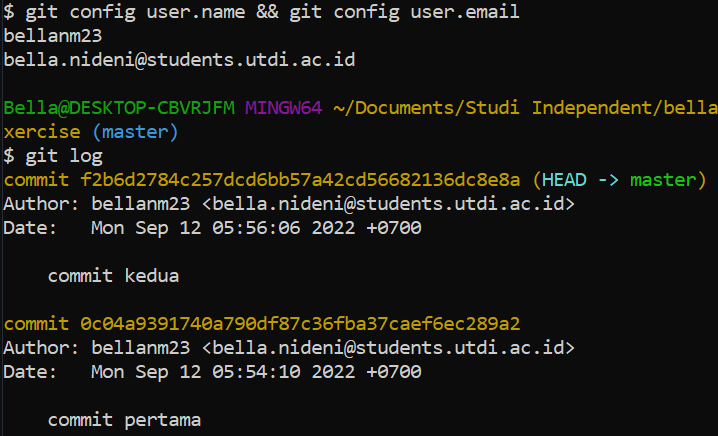 $ git config user.name && git config user.email
bellanm23
bella.nideni@students.utdi.ac.id
Bella@DESKTOP-CBVRJFM MINGW64 ~/Documents/Studi Independent/bella
xercise (master)
$ git log
commit f2b6d2784c257dcd6bb57a42cd56682136dc8e8a (HEAD -> master)
Author: bellanm23 <bella.nideni@students.utdi.ac.id>
Date:   Mon Sep 12 05:56:06 2022 +0700
    commit kedua
commit 0c04a9391740a790df87c36fba37caef6ec289a2
Author: bellanm23 <bella.nideni@students.utdi.ac.id>
Date:   Mon Sep 12 05:54:10 2022 +0700
    commit pertama